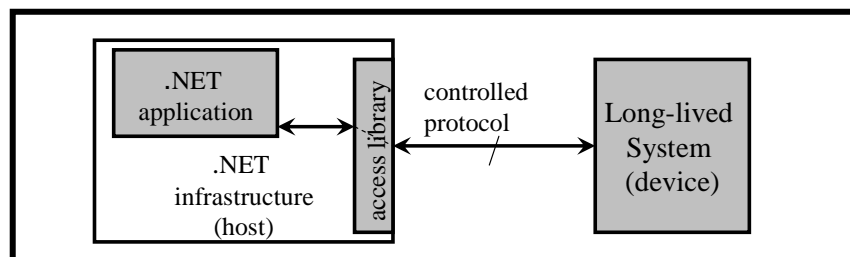 .NET
application
.NET
infrastructure
(host)
access library
controlled
protocol
Long-lived
System
(device)